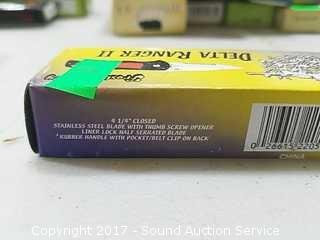 DELTA RANGER II
4 1/4" CLOSED
STAINLESS STEEL BLADE WITH THUMB SCREW OPENER
LINER LOCK HALF SERRATED BLADE
RUBBER HANDLE WITH POCKET/BELT CLIP ON BACK
CHINA
Copyright 2017 - Sound Auction Service